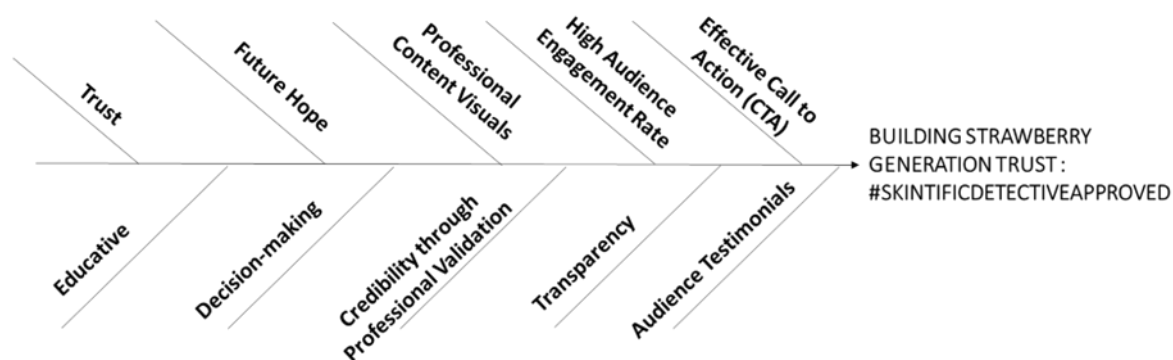 Trust
Future Hope
Professional
Content Visuals
High Audience
Engagement Rate
Effective Call to
Action (CTA)
BUILDING STRAWBERRY
GENERATION TRUST :
#SKINTIFICDETECTIVEAPPROVED
Educative
Decision-making
Credibility through
Professional Validation
Transparency
Audience Testimonials